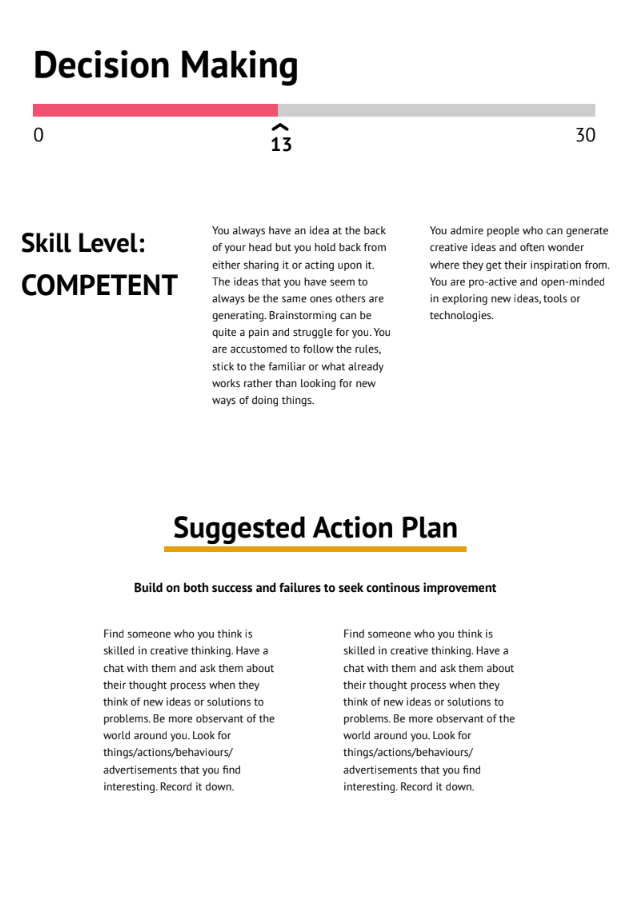 Decision Making
0
13
30
Skill Level:
COMPETENT
You always have an idea at the back
of your head but you hold back from
either sharing it or acting upon it.
The ideas that you have seem to
always be the same ones others are
generating. Brainstorming can be
quite a pain and struggle for you. You
are accustomed to follow the rules,
stick to the familiar or what already
works rather than looking for new
ways of doing things.
You admire people who can generate
creative ideas and often wonder
where they get their inspiration from.
You are pro-active and open-minded
in exploring new ideas, tools or
technologies.
Suggested Action Plan
Build on both success and failures to seek continous improvement
Find someone who you think is
skilled in creative thinking. Have a
chat with them and ask them about
their thought process when they
think of new ideas or solutions to
problems. Be more observant of the
world around you. Look for
things/actions/behaviours/
advertisements that you find
interesting. Record it down.
Find someone who you think is
skilled in creative thinking. Have a
chat with them and ask them about
their thought process when they
think of new ideas or solutions to
problems. Be more observant of the
world around you. Look for
things/actions/behaviours/
advertisements that you find
interesting. Record it down.